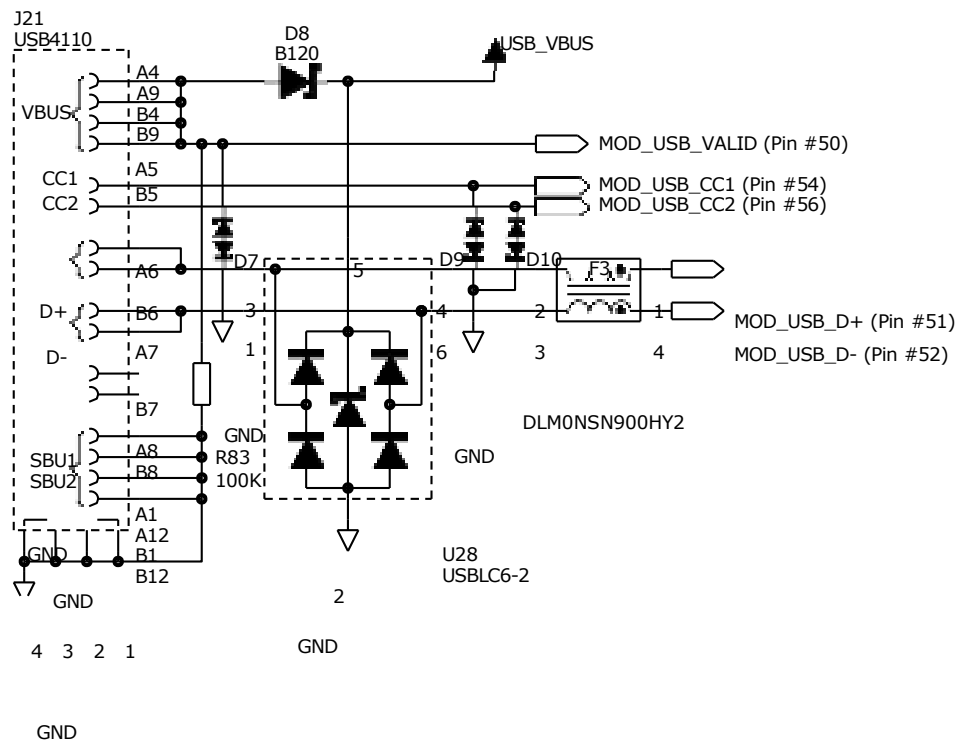 J21
USB4110
D8
B120
USB_VBUS
A4
A9
VBUS
B4
B9
MOD_USB_VALID (Pin #50)
A5
CC1
MOD_USB_CC1 (Pin #54)
B5
CC2
MOD_USB_CC2 (Pin #56)
D7
5
D9
D10
F3
A6
D+
B6
3
4
2
1
MOD_USB_D+ (Pin #51)
D-
A7
1
6
3
4
MOD_USB_D- (Pin #52)
B7
DLM0NSN900HY2
GND
GND
SBU1
A8
R83
SBU2
B8
100K
A1
A12
GND
B1
B12
U28
USBLC6-2
GND
2
4 3 2 1
GND
GND